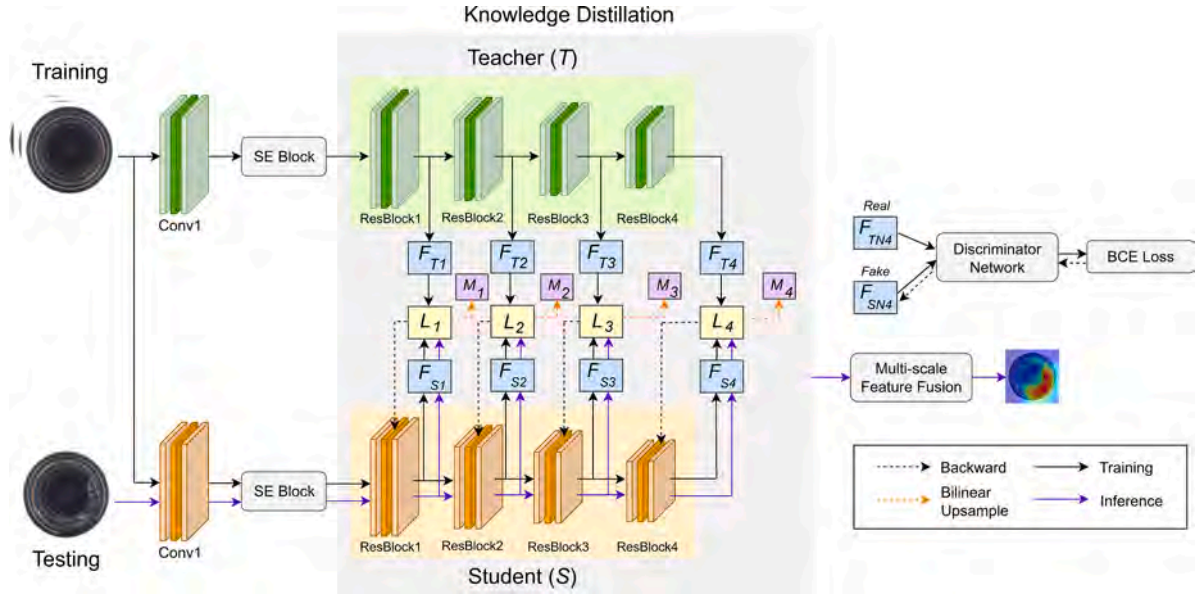 Knowledge Distillation
Teacher (T)
Training
SE Block
Conv1
ResBlock1
ResBlock2
ResBlock3
ResBlock4
F_T1
F_T2
F_T3
F_T4
M_1
M_2
M_3
M_4
L_1
L_2
L_3
L_4
F_S1
F_S2
F_S3
F_S4
Real
F_TN4
Fake
F_SN4
Discriminator
Network
BCE Loss
Multi-scale
Feature Fusion
SE Block
Testing
Conv1
ResBlock1
ResBlock2
ResBlock3
ResBlock4
Student (S)
Backward
Training
Bilinear
Upsample
Inference